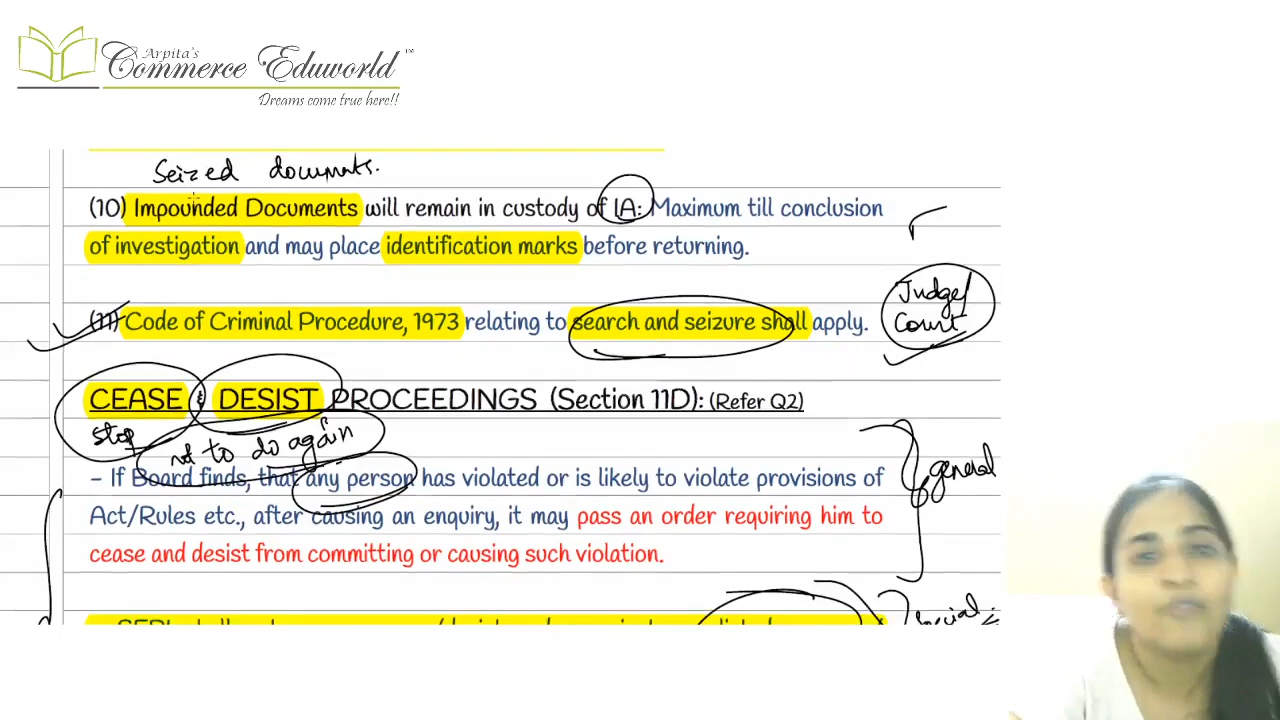 Arpita's
Commerce Eduworld™
Dreams come true here!!
Seized documents.
(10) Impounded Documents will remain in custody of IA: Maximum till conclusion
of investigation and may place identification marks before returning.
Judge/
Court
(11) Code of Criminal Procedure, 1973 relating to search and seizure shall apply.
CEASE & DESIST PROCEEDINGS (Section 11D): (Refer Q2)
stop
not to do again
general
- If Board finds, that any person has violated or is likely to violate provisions of
Act/Rules etc., after causing an enquiry, it may pass an order requiring him to
cease and desist from committing or causing such violation.